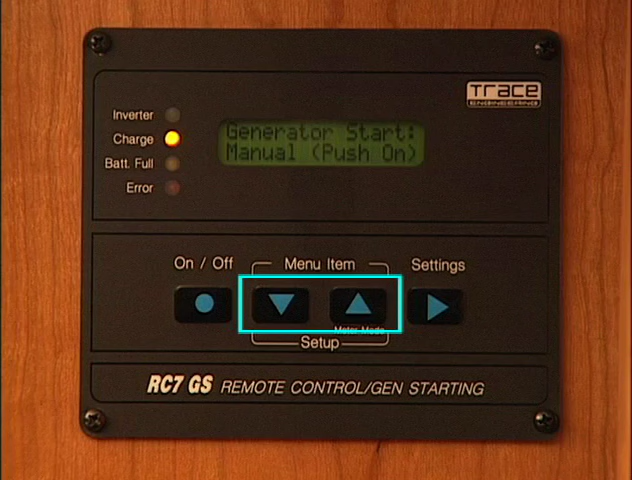 Trace
ENGINEERING
Inverter
Charge
Batt. Full
Error
Generator Start:
Manual (Push On)
On / Off
Menu Item
Settings
Meter Mode
Setup
RC7 GS REMOTE CONTROL/GEN STARTING